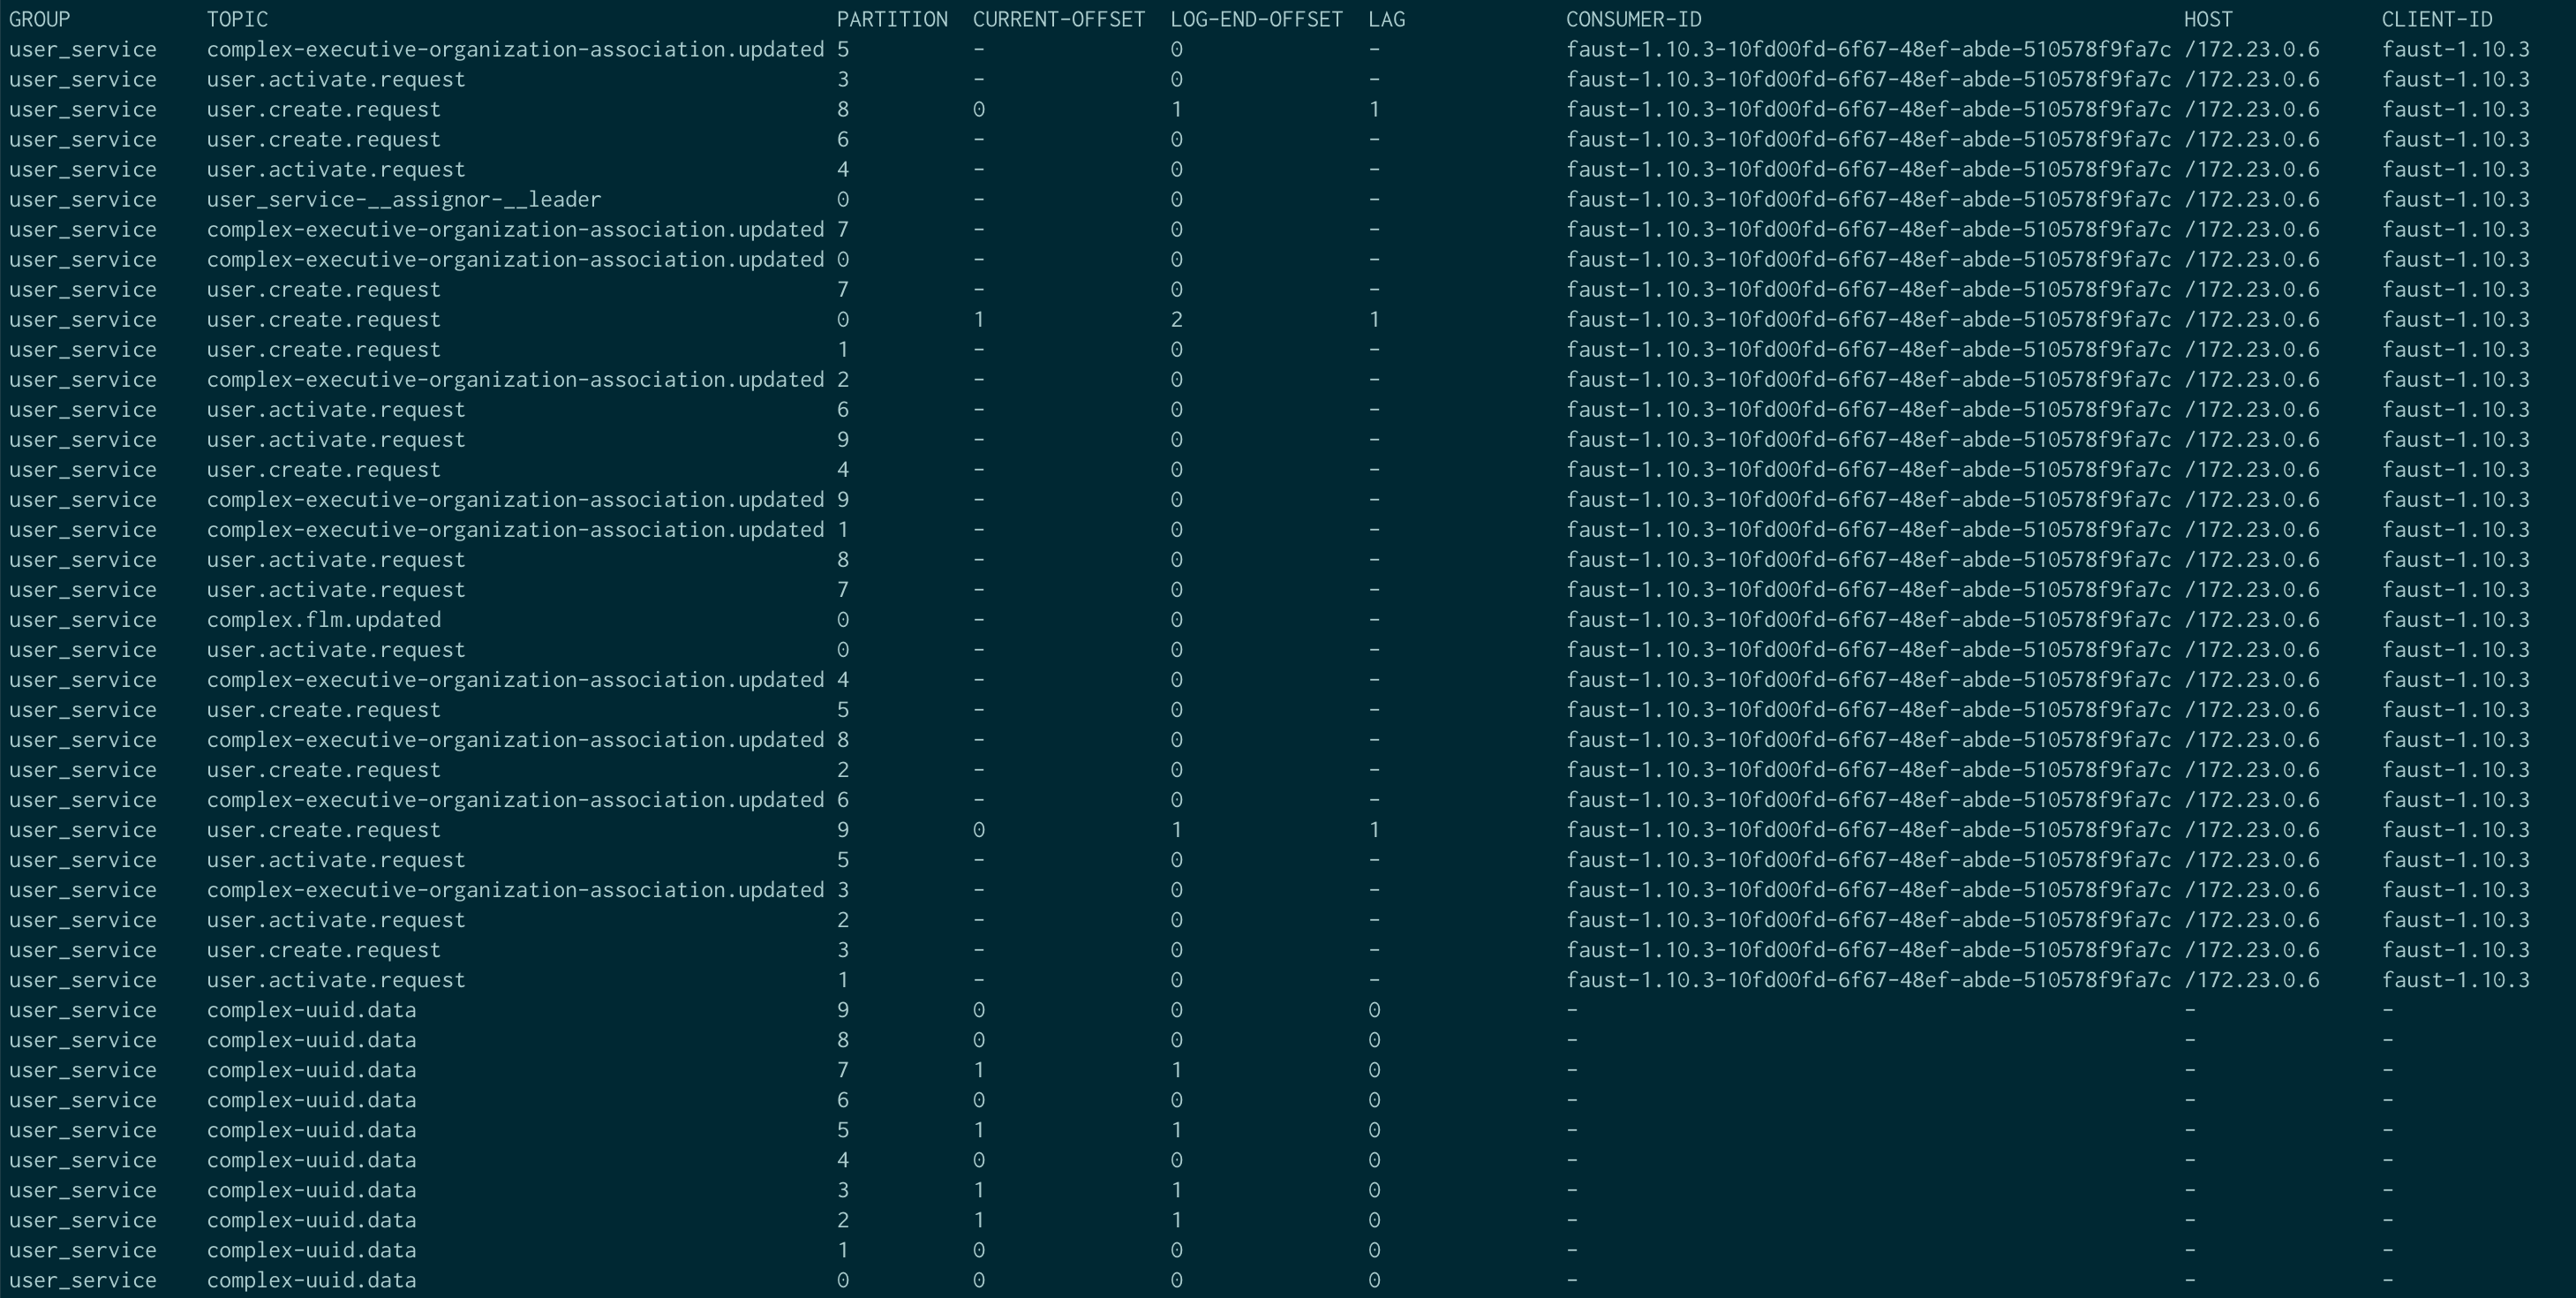 GROUP TOPIC PARTITION CURRENT-OFFSET LOG-END-OFFSET LAG CONSUMER-ID HOST CLIENT-ID
user_service complex-executive-organization-association.updated 5 - 0 - faust-1.10.3-10fd00fd-6f67-48ef-abde-510578f9fa7c /172.23.0.6 faust-1.10.3
user_service user.activate.request 3 - 0 - faust-1.10.3-10fd00fd-6f67-48ef-abde-510578f9fa7c /172.23.0.6 faust-1.10.3
user_service user.create.request 8 0 1 1 faust-1.10.3-10fd00fd-6f67-48ef-abde-510578f9fa7c /172.23.0.6 faust-1.10.3
user_service user.create.request 6 - 0 - faust-1.10.3-10fd00fd-6f67-48ef-abde-510578f9fa7c /172.23.0.6 faust-1.10.3
user_service user.activate.request 4 - 0 - faust-1.10.3-10fd00fd-6f67-48ef-abde-510578f9fa7c /172.23.0.6 faust-1.10.3
user_service user_service-__assignor-__leader 0 - 0 - faust-1.10.3-10fd00fd-6f67-48ef-abde-510578f9fa7c /172.23.0.6 faust-1.10.3
user_service complex-executive-organization-association.updated 7 - 0 - faust-1.10.3-10fd00fd-6f67-48ef-abde-510578f9fa7c /172.23.0.6 faust-1.10.3
user_service complex-executive-organization-association.updated 0 - 0 - faust-1.10.3-10fd00fd-6f67-48ef-abde-510578f9fa7c /172.23.0.6 faust-1.10.3
user_service user.create.request 7 - 0 - faust-1.10.3-10fd00fd-6f67-48ef-abde-510578f9fa7c /172.23.0.6 faust-1.10.3
user_service user.create.request 0 1 2 1 faust-1.10.3-10fd00fd-6f67-48ef-abde-510578f9fa7c /172.23.0.6 faust-1.10.3
user_service user.create.request 1 - 0 - faust-1.10.3-10fd00fd-6f67-48ef-abde-510578f9fa7c /172.23.0.6 faust-1.10.3
user_service complex-executive-organization-association.updated 2 - 0 - faust-1.10.3-10fd00fd-6f67-48ef-abde-510578f9fa7c /172.23.0.6 faust-1.10.3
user_service user.activate.request 6 - 0 - faust-1.10.3-10fd00fd-6f67-48ef-abde-510578f9fa7c /172.23.0.6 faust-1.10.3
user_service user.activate.request 9 - 0 - faust-1.10.3-10fd00fd-6f67-48ef-abde-510578f9fa7c /172.23.0.6 faust-1.10.3
user_service user.create.request 4 - 0 - faust-1.10.3-10fd00fd-6f67-48ef-abde-510578f9fa7c /172.23.0.6 faust-1.10.3
user_service complex-executive-organization-association.updated 9 - 0 - faust-1.10.3-10fd00fd-6f67-48ef-abde-510578f9fa7c /172.23.0.6 faust-1.10.3
user_service complex-executive-organization-association.updated 1 - 0 - faust-1.10.3-10fd00fd-6f67-48ef-abde-510578f9fa7c /172.23.0.6 faust-1.10.3
user_service user.activate.request 8 - 0 - faust-1.10.3-10fd00fd-6f67-48ef-abde-510578f9fa7c /172.23.0.6 faust-1.10.3
user_service user.activate.request 7 - 0 - faust-1.10.3-10fd00fd-6f67-48ef-abde-510578f9fa7c /172.23.0.6 faust-1.10.3
user_service complex.flm.updated 0 - 0 - faust-1.10.3-10fd00fd-6f67-48ef-abde-510578f9fa7c /172.23.0.6 faust-1.10.3
user_service user.activate.request 0 - 0 - faust-1.10.3-10fd00fd-6f67-48ef-abde-510578f9fa7c /172.23.0.6 faust-1.10.3
user_service complex-executive-organization-association.updated 4 - 0 - faust-1.10.3-10fd00fd-6f67-48ef-abde-510578f9fa7c /172.23.0.6 faust-1.10.3
user_service user.create.request 5 - 0 - faust-1.10.3-10fd00fd-6f67-48ef-abde-510578f9fa7c /172.23.0.6 faust-1.10.3
user_service complex-executive-organization-association.updated 8 - 0 - faust-1.10.3-10fd00fd-6f67-48ef-abde-510578f9fa7c /172.23.0.6 faust-1.10.3
user_service user.create.request 2 - 0 - faust-1.10.3-10fd00fd-6f67-48ef-abde-510578f9fa7c /172.23.0.6 faust-1.10.3
user_service complex-executive-organization-association.updated 6 - 0 - faust-1.10.3-10fd00fd-6f67-48ef-abde-510578f9fa7c /172.23.0.6 faust-1.10.3
user_service user.create.request 9 0 1 1 faust-1.10.3-10fd00fd-6f67-48ef-abde-510578f9fa7c /172.23.0.6 faust-1.10.3
user_service user.activate.request 5 - 0 - faust-1.10.3-10fd00fd-6f67-48ef-abde-510578f9fa7c /172.23.0.6 faust-1.10.3
user_service complex-executive-organization-association.updated 3 - 0 - faust-1.10.3-10fd00fd-6f67-48ef-abde-510578f9fa7c /172.23.0.6 faust-1.10.3
user_service user.activate.request 2 - 0 - faust-1.10.3-10fd00fd-6f67-48ef-abde-510578f9fa7c /172.23.0.6 faust-1.10.3
user_service user.create.request 3 - 0 - faust-1.10.3-10fd00fd-6f67-48ef-abde-510578f9fa7c /172.23.0.6 faust-1.10.3
user_service user.activate.request 1 - 0 - faust-1.10.3-10fd00fd-6f67-48ef-abde-510578f9fa7c /172.23.0.6 faust-1.10.3
user_service complex-uuid.data 9 0 0 0 - - -
user_service complex-uuid.data 8 0 0 0 - - -
user_service complex-uuid.data 7 1 1 0 - - -
user_service complex-uuid.data 6 0 0 0 - - -
user_service complex-uuid.data 5 1 1 0 - - -
user_service complex-uuid.data 4 0 0 0 - - -
user_service complex-uuid.data 3 1 1 0 - - -
user_service complex-uuid.data 2 1 1 0 - - -
user_service complex-uuid.data 1 0 0 0 - - -
user_service complex-uuid.data 0 0 0 0 - - -